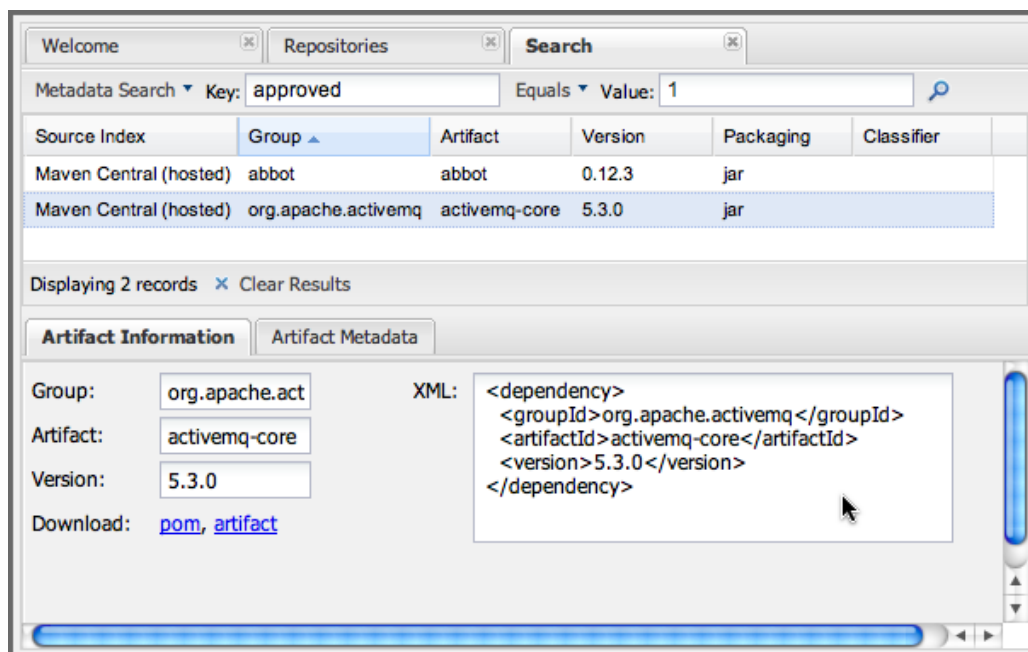 Welcome Repositories Search
Metadata Search Key: approved Equals Value: 1
Source Index Group Artifact Version Packaging Classifier
Maven Central (hosted) abbot abbot 0.12.3 jar
Maven Central (hosted) org.apache.activemq activemq-core 5.3.0 jar
Displaying 2 records Clear Results
Artifact Information Artifact Metadata
Group: org.apache.act
Artifact: activemq-core
Version: 5.3.0
Download: pom, artifact
XML: <dependency>
<groupId>org.apache.activemq</groupId>
<artifactId>activemq-core</artifactId>
<version>5.3.0</version>
</dependency>